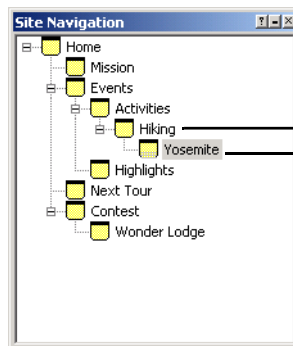 Site Navigation
Home
Mission
Events
Activities
Hiking
Yosemite
Highlights
Next Tour
Contest
Wonder Lodge